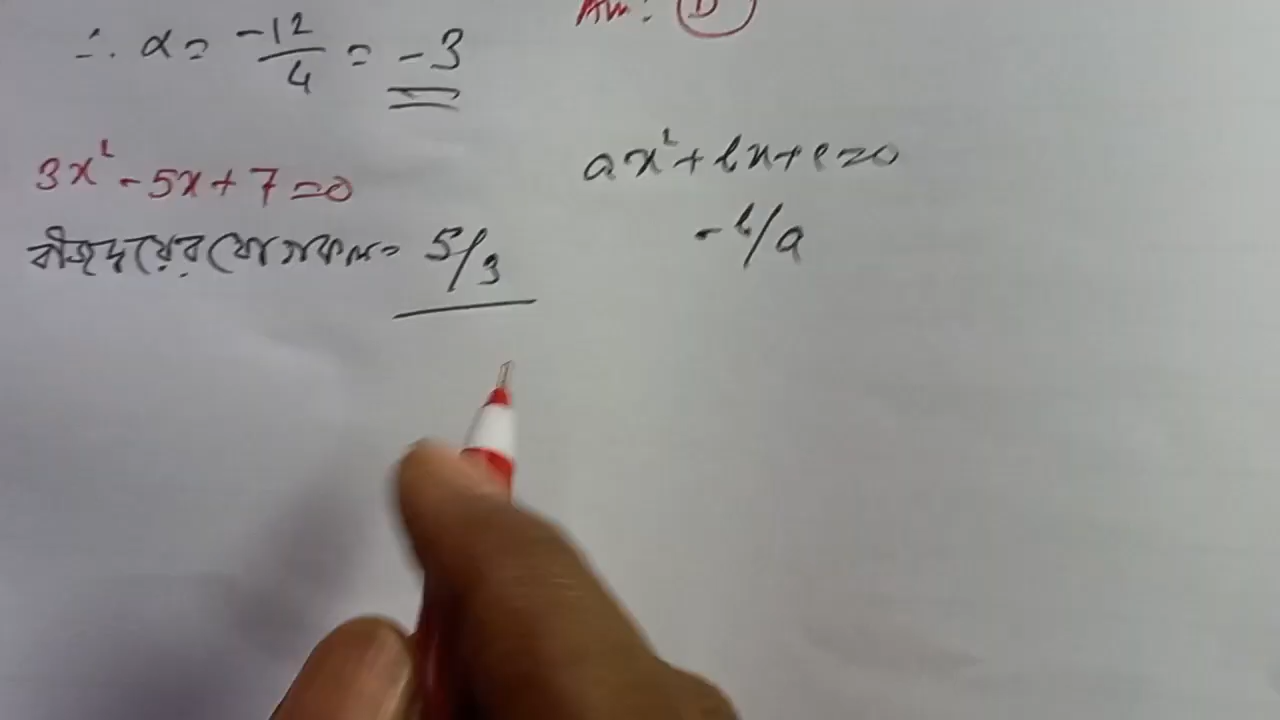 Ans: (D)
∴ α = -12/4 = -3
3x² - 5x + 7 = 0
বীজদ্বয়ের যোগফল = 5/3
ax² + bx + c = 0
-b/a